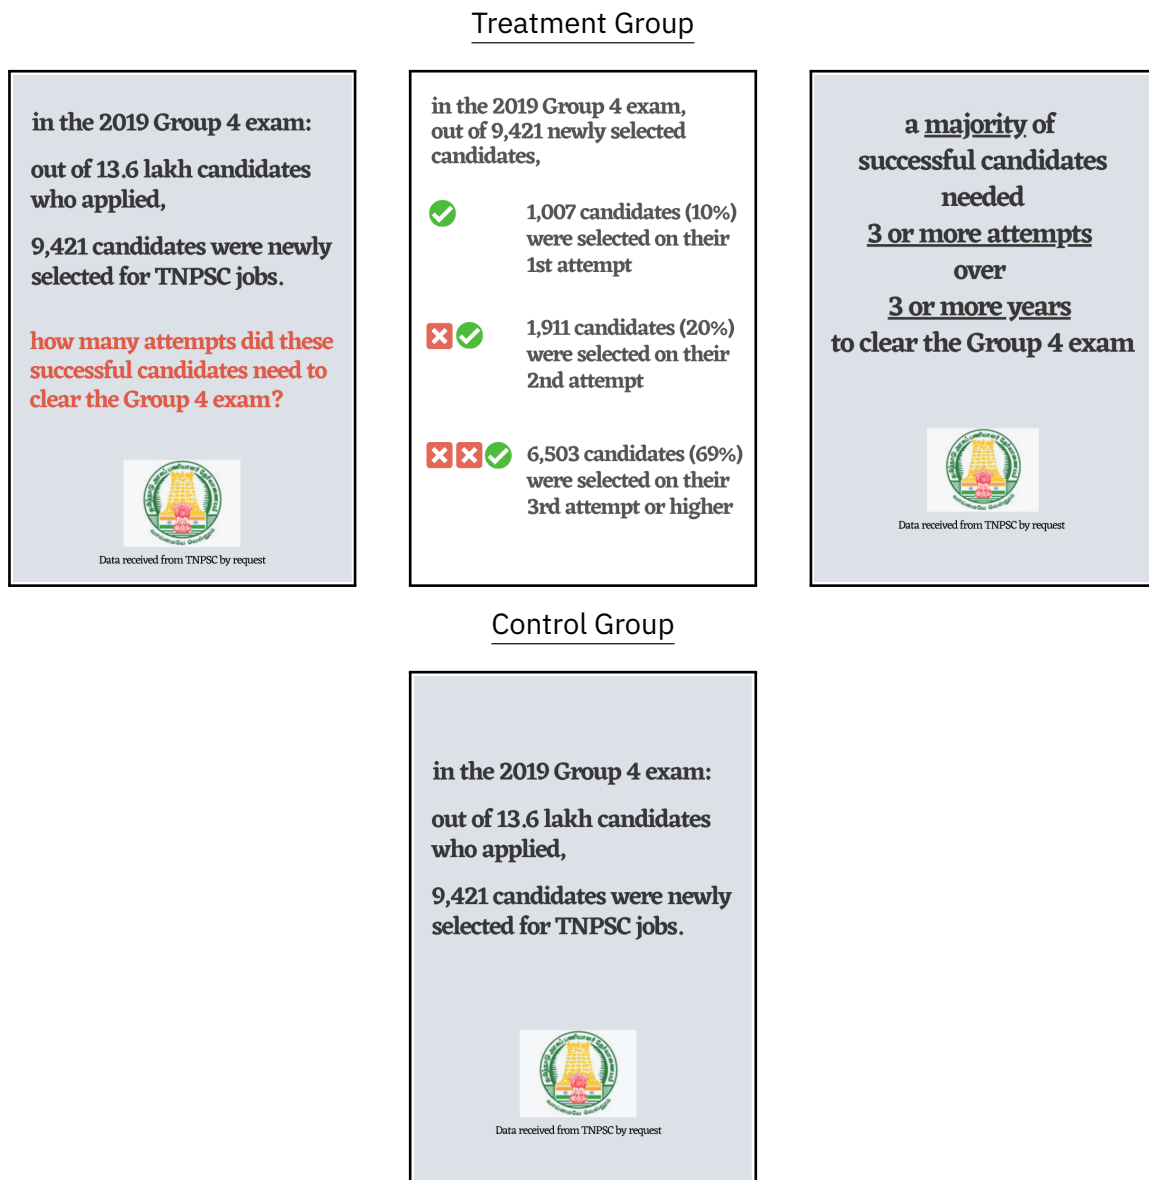 Treatment Group
in the 2019 Group 4 exam:
out of 13.6 lakh candidates
who applied,
9,421 candidates were newly
selected for TNPSC jobs.
how many attempts did these
successful candidates need to
clear the Group 4 exam?
Data received from TNPSC by request
in the 2019 Group 4 exam,
out of 9,421 newly selected
candidates,
1,007 candidates (10%)
were selected on their
1st attempt
1,911 candidates (20%)
were selected on their
2nd attempt
6,503 candidates (69%)
were selected on their
3rd attempt or higher
a majority of
successful candidates
needed
3 or more attempts
over
3 or more years
to clear the Group 4 exam
Data received from TNPSC by request
Control Group
in the 2019 Group 4 exam:
out of 13.6 lakh candidates
who applied,
9,421 candidates were newly
selected for TNPSC jobs.
Data received from TNPSC by request